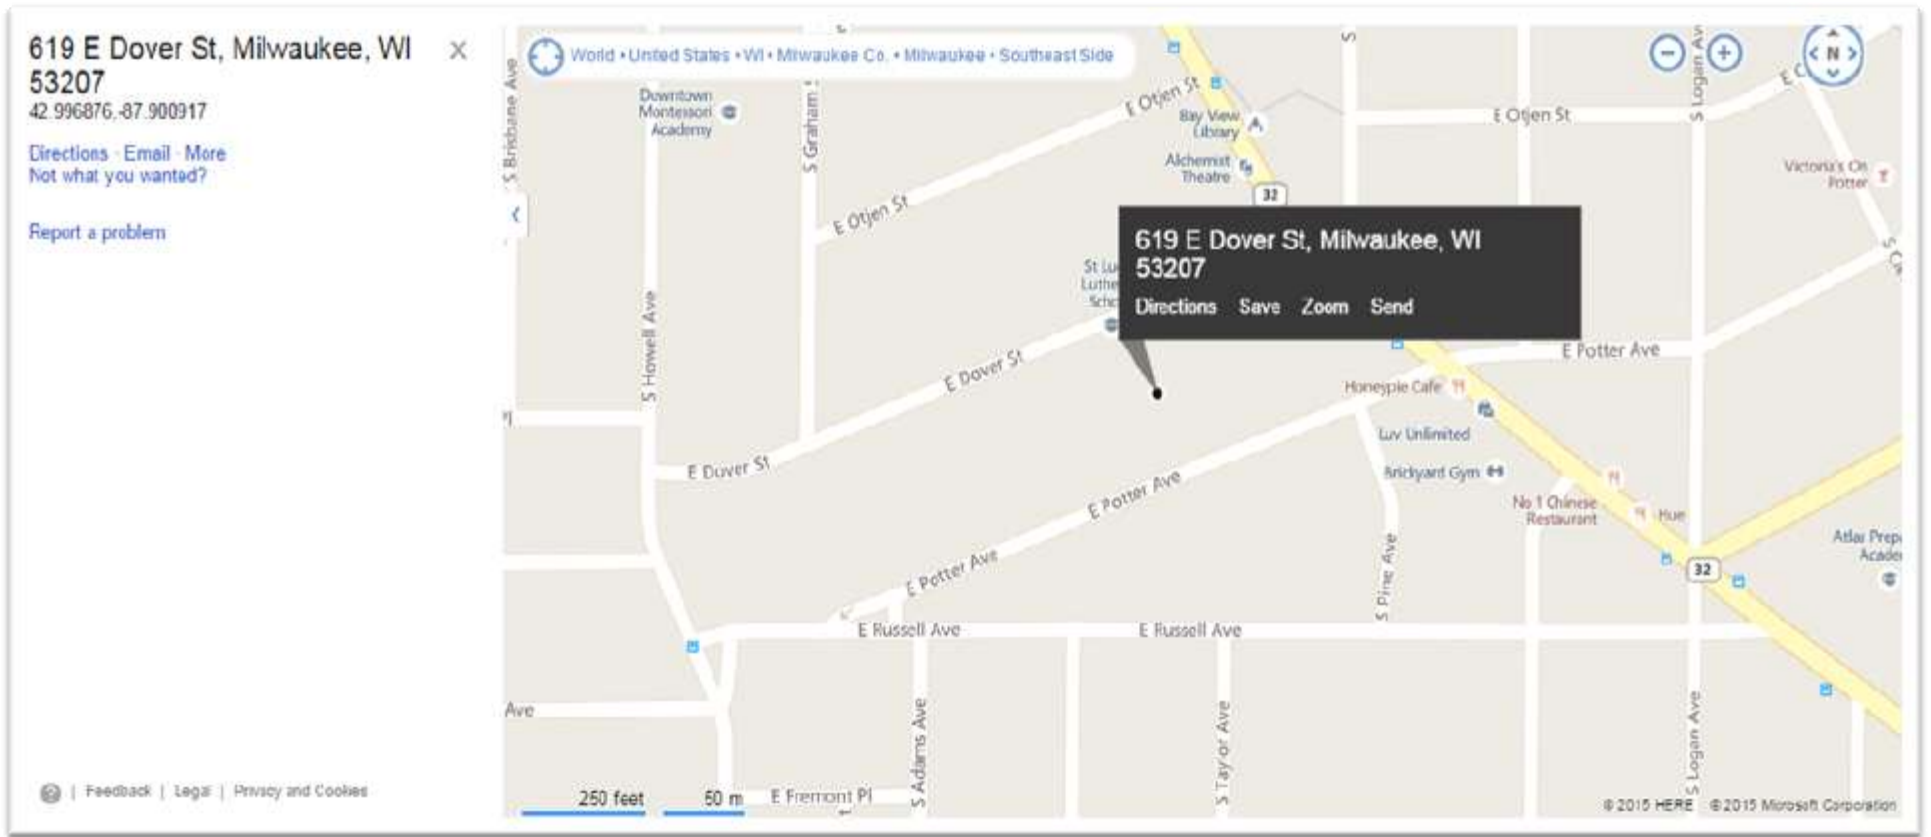 619 E Dover St, Milwaukee, WI
53207
42.996876,-87.900917
Directions · Email · More
Not what you wanted?
Report a problem
| Feedback | Legal | Privacy and Cookies
World • United States • WI • Milwaukee Co. • Milwaukee • Southeast Side
N
S Brisbane Ave
Downtown
Montessori
Academy
S Graham S
E Otjen St
Bay View
Library
Alchemist
Theatre
32
S
E Otjen St
S Logan Av
Victoria's On
Potter
E Otjen St
619 E Dover St, Milwaukee, WI
53207
Directions Save Zoom Send
St Lu
Luthe
Scho
S Howell Ave
E Dover St
E Dover St
E Potter Ave
Honeypie Cafe
Luv Unlimited
Brickyard Gym
No 1 Chinese
Restaurant
Hue
E Potter Ave
E Potter Ave
S Pine Ave
32
Atlas Prepa
Acade
E Russell Ave
E Russell Ave
Ave
S Adams Ave
S Taylor Ave
S Logan Ave
250 feet
50 m
E Fremont Pl
© 2015 HERE © 2015 Microsoft Corporation